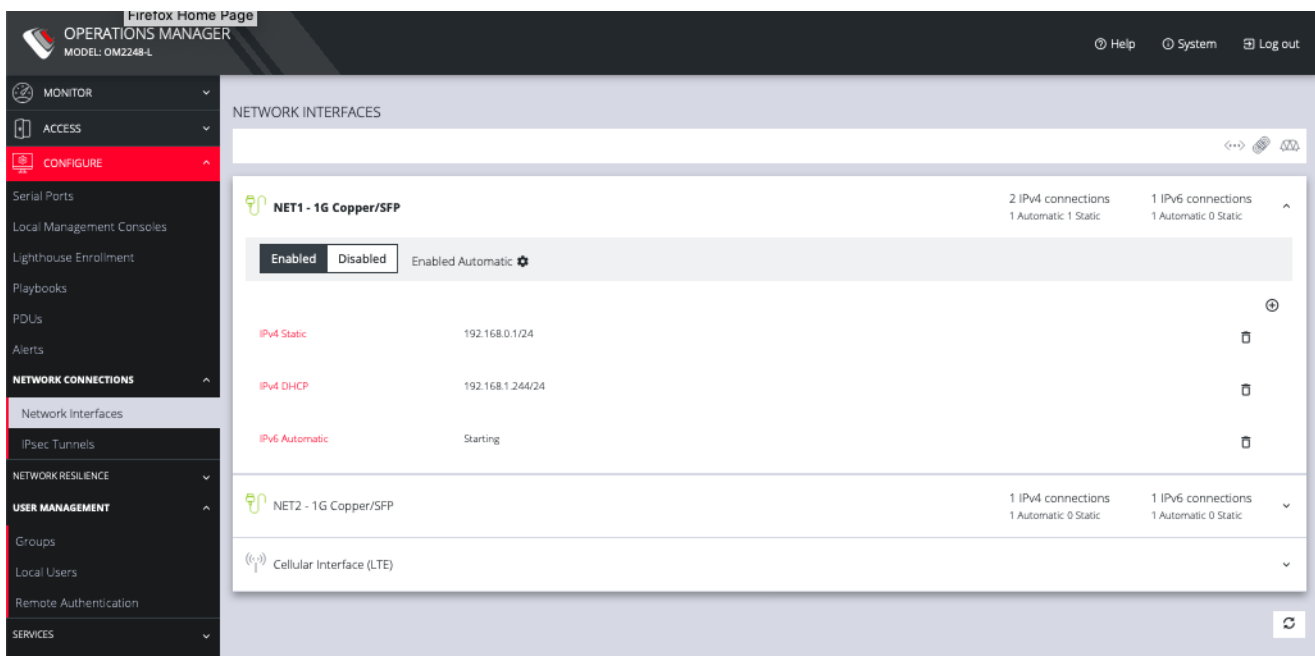 Firefox Home Page
OPERATIONS MANAGER
MODEL: OM2248-L
Help System Log out
MONITOR
ACCESS
CONFIGURE
Serial Ports
Local Management Consoles
Lighthouse Enrollment
Playbooks
PDUs
Alerts
NETWORK CONNECTIONS
Network Interfaces
IPsec Tunnels
NETWORK RESILIENCE
USER MANAGEMENT
Groups
Local Users
Remote Authentication
SERVICES
NETWORK INTERFACES
NET1 - 1G Copper/SFP
2 IPv4 connections
1 Automatic 1 Static
1 IPv6 connections
1 Automatic 0 Static
Enabled Disabled Enabled Automatic
IPv4 Static 192.168.0.1/24
IPv4 DHCP 192.168.1.244/24
IPv6 Automatic Starting
NET2 - 1G Copper/SFP
1 IPv4 connections
1 Automatic 0 Static
1 IPv6 connections
1 Automatic 0 Static
Cellular Interface (LTE)